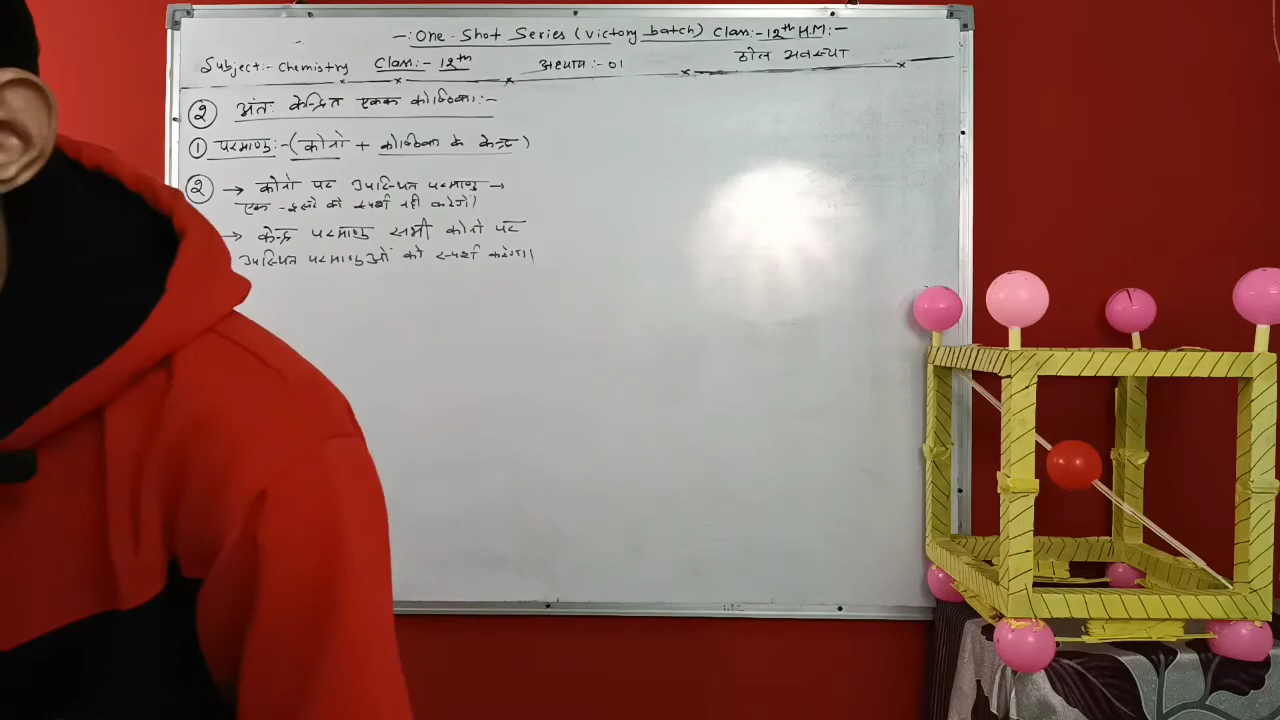 -: One-Shot Series (Victory batch) Class:- 12th H.M:-
Subject:- Chemistry Class:- 12th अध्याय:- 01 ठोस अवस्था
② अंतः केन्द्रित एकक कोष्ठिका:-
① परमाणु:- (कोनो + कोष्ठिका के केन्द्र)
② → कोनो पर उपस्थित परमाणु →
एक-दूसरे को स्पर्श नही करेगें।
→ केन्द्र परमाणु सभी कोनो पर
उपस्थित परमाणुओं को स्पर्श करेगा।